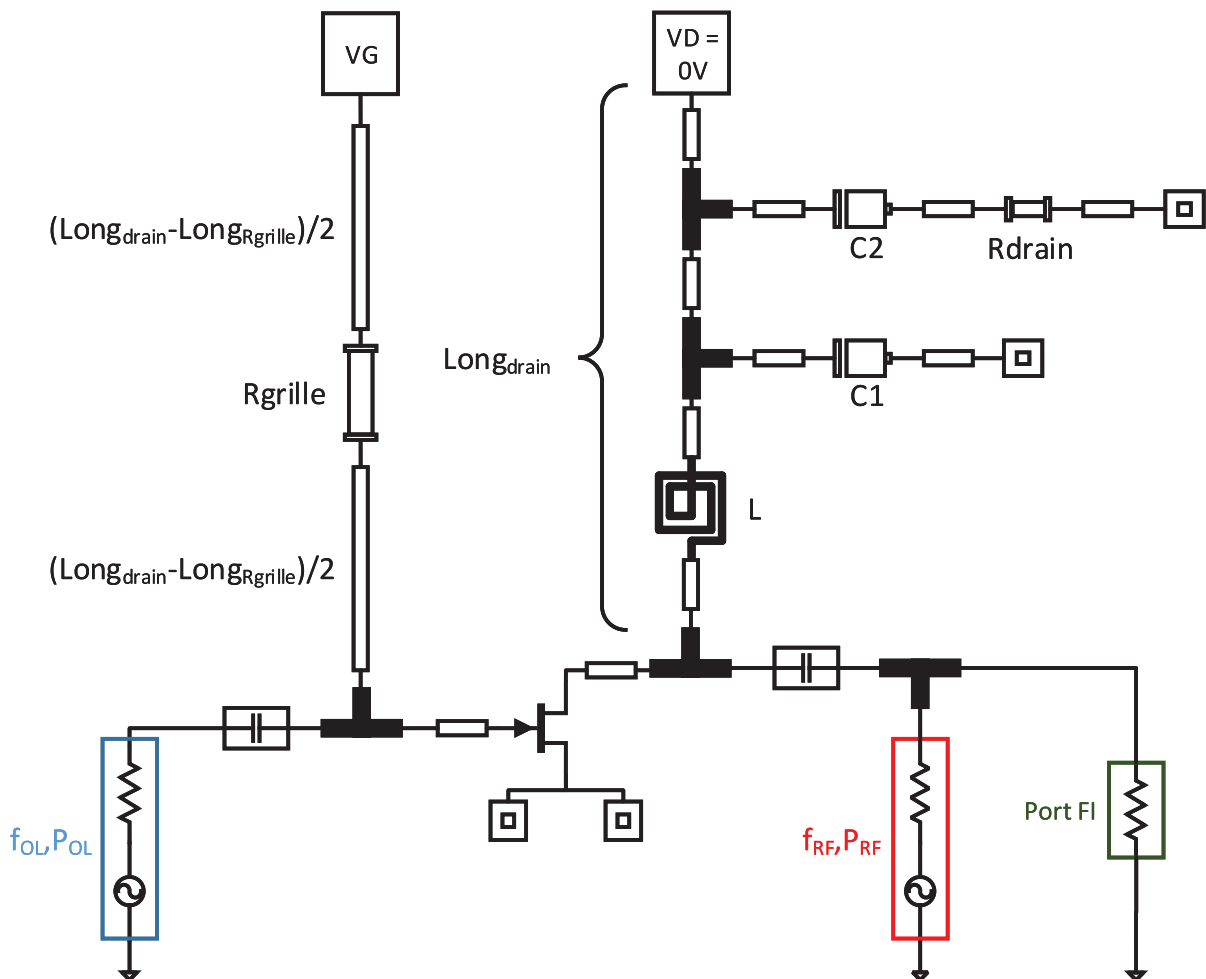 VG
VD =
0V
(Longdrain-LongRgrille)/2
C2
Rdrain
Longdrain
Rgrille
C1
L
(Longdrain-LongRgrille)/2
fOL,POL
fRF,PRF
Port FI